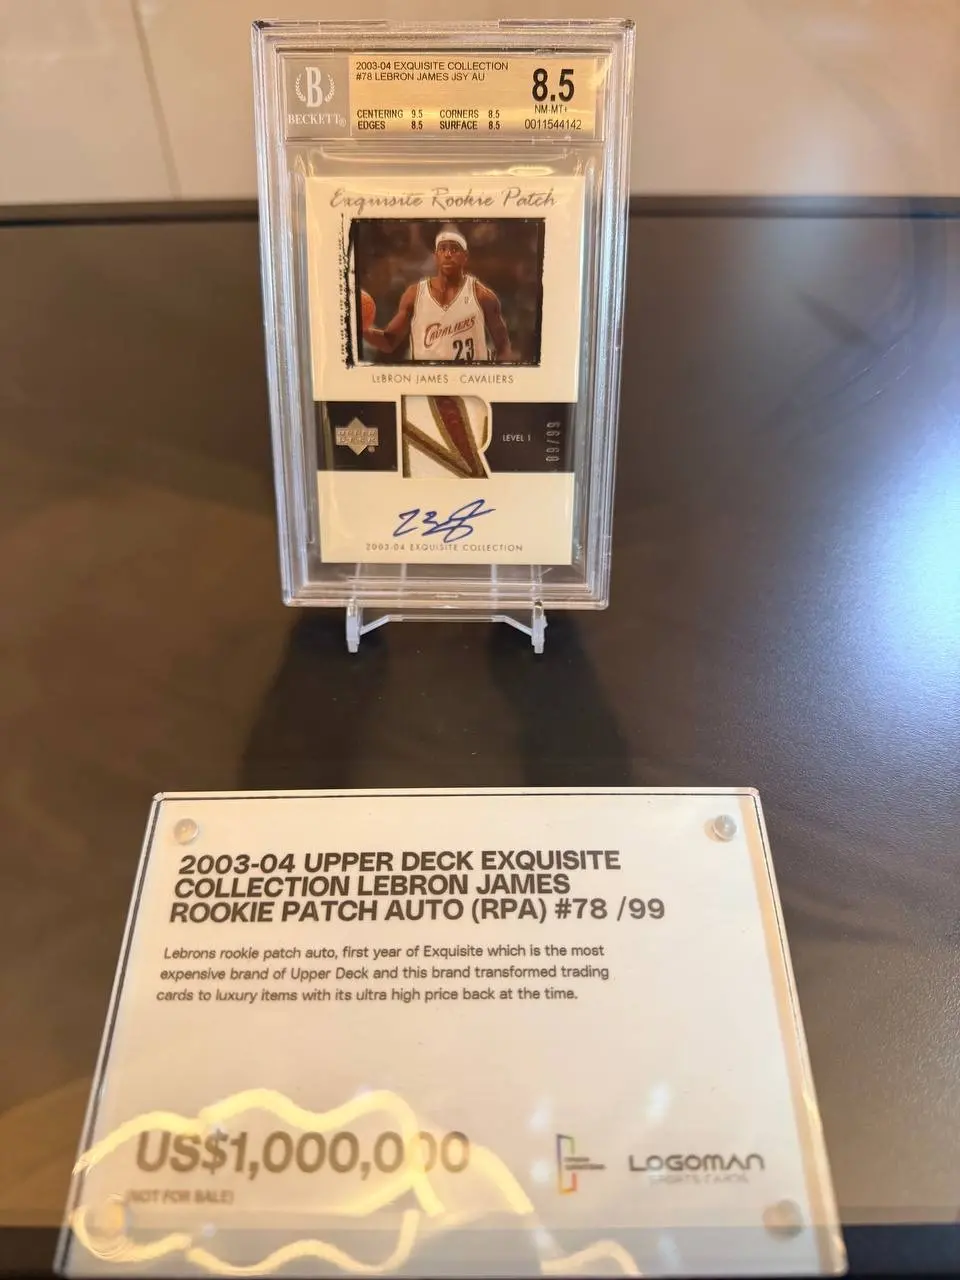 2003-04 EXQUISITE COLLECTION
#78 LEBRON JAMES JSY AU
8.5
NM-MT+
B
BECKETT®
CENTERING 9.5 CORNERS 8.5
EDGES 8.5 SURFACE 8.5
0011544142
Exquisite Rookie Patch
CAVALIERS
23
LeBRON JAMES · CAVALIERS
UPPER DECK
LEVEL 1
2003-04 EXQUISITE COLLECTION
2003-04 UPPER DECK EXQUISITE
COLLECTION LEBRON JAMES
ROOKIE PATCH AUTO (RPA) #78 /99
Lebrons rookie patch auto, first year of Exquisite which is the most
expensive brand of Upper Deck and this brand transformed trading
cards to luxury items with its ultra high price back at the time.
US$1,000,000
(NOT FOR SALE)
LOGOMAN
SPORTS CARDS